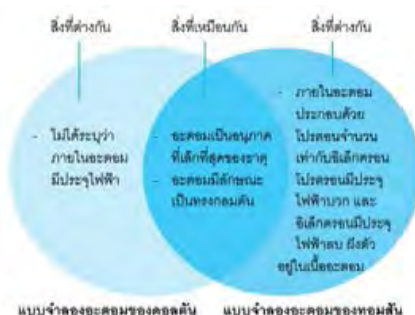 สิ่งที่ต่างกัน
สิ่งที่เหมือนกัน
สิ่งที่ต่างกัน
- ไม่ได้ระบุว่า
ภายในอะตอม
มีประจุไฟฟ้า
- อะตอมเป็นอนุภาค
ที่เล็กที่สุดของธาตุ
- อะตอมมีลักษณะ
เป็นทรงกลมตัน
- ภายในอะตอม
ประกอบด้วย
โปรตอนจำนวน
เท่ากับอิเล็กตรอน
โปรตรอนมีประจุ
ไฟฟ้าบวก และ
อิเล็กตรอนมีประจุ
ไฟฟ้าลบ ฝังตัว
อยู่ในเนื้ออะตอม
แบบจำลองอะตอมของดอลตัน
แบบจำลองอะตอมของทอมสัน